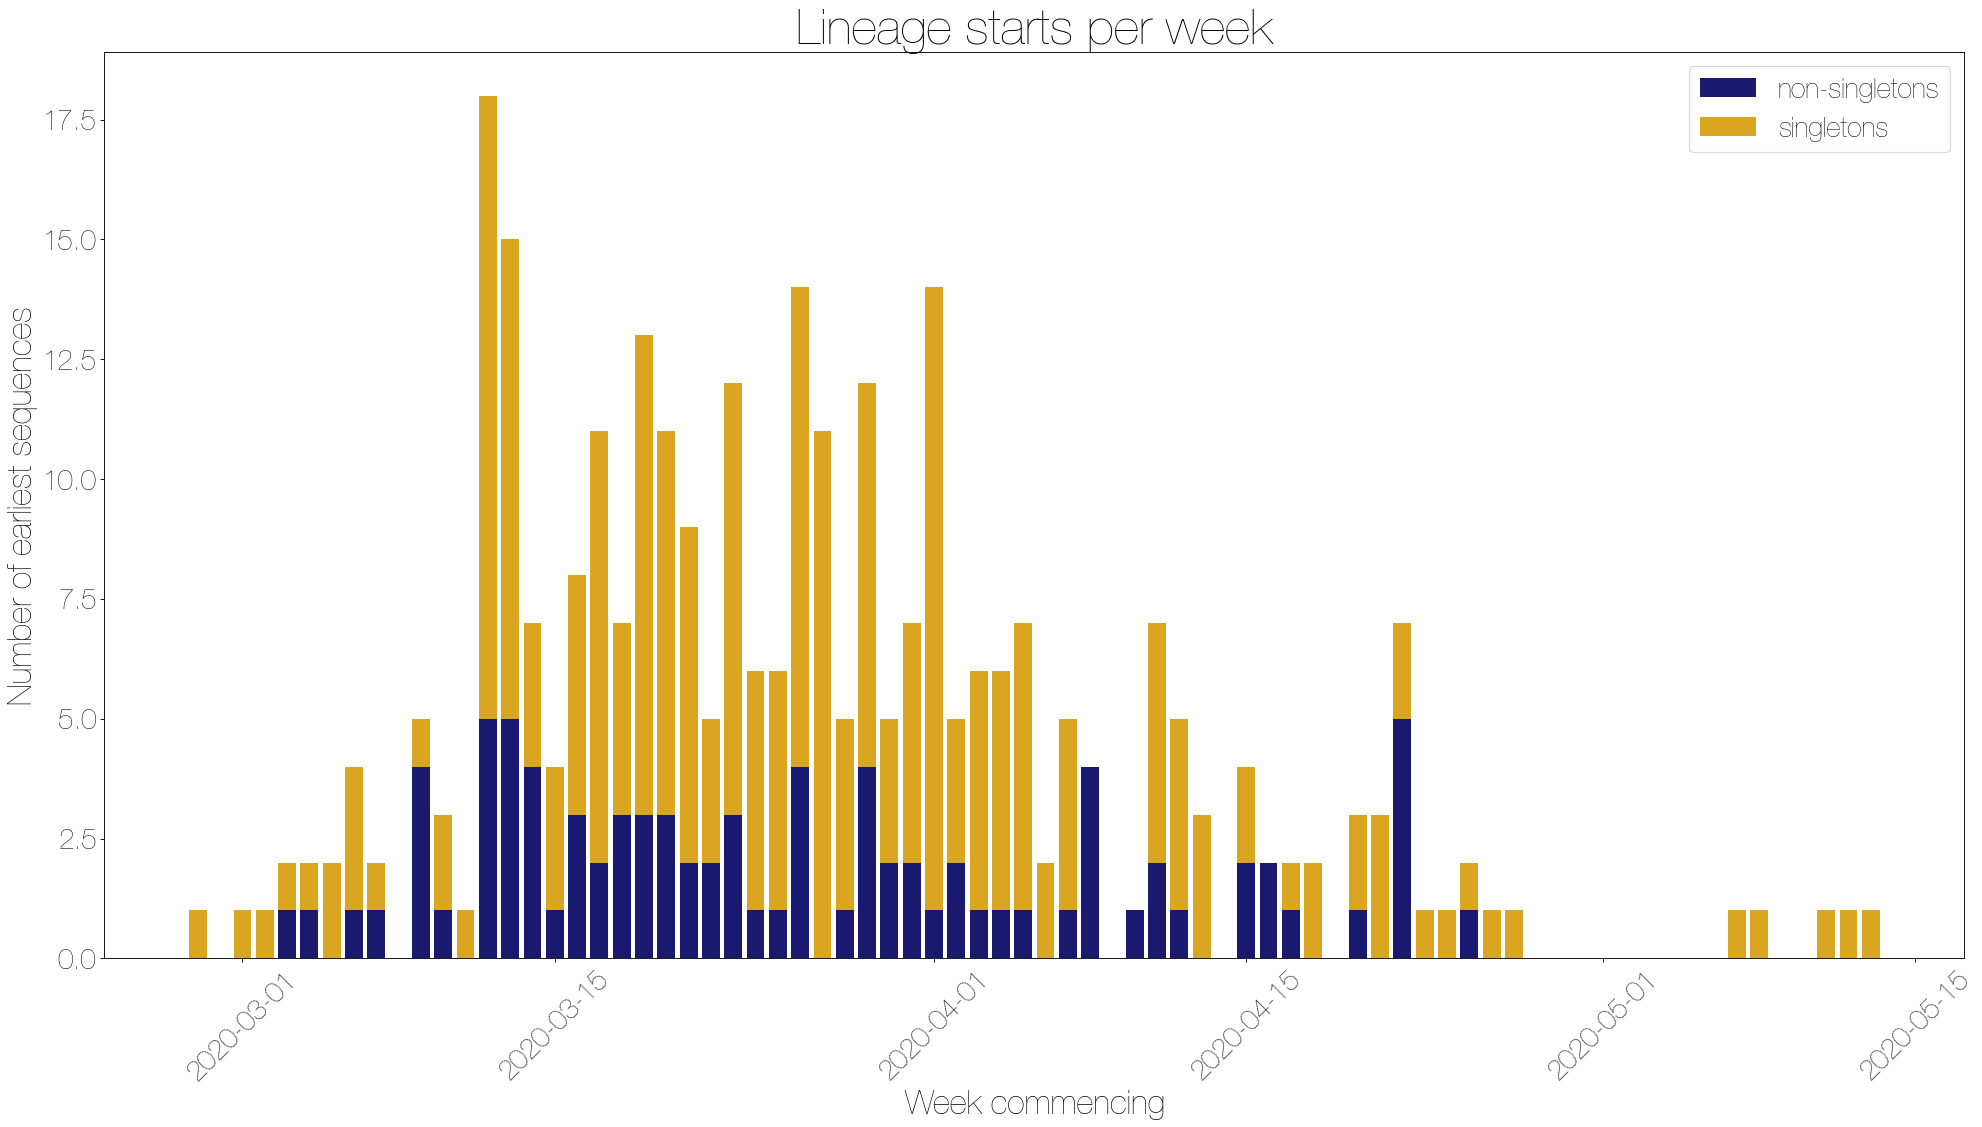 Lineage starts per week
non-singletons
singletons
Number of earliest sequences
17.5
15.0
12.5
10.0
7.5
5.0
2.5
0.0
2020-03-01
2020-03-15
2020-04-01
2020-04-15
2020-05-01
2020-05-15
Week commencing